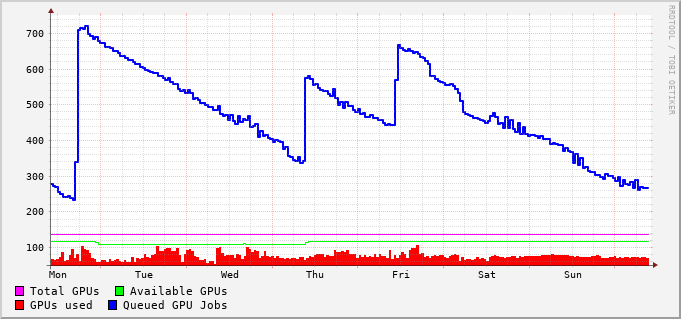 700
600
500
400
300
200
100
Mon Tue Wed Thu Fri Sat Sun
Total GPUs Available GPUs
GPUs used Queued GPU Jobs
RRDTOOL / TOBI OETIKER